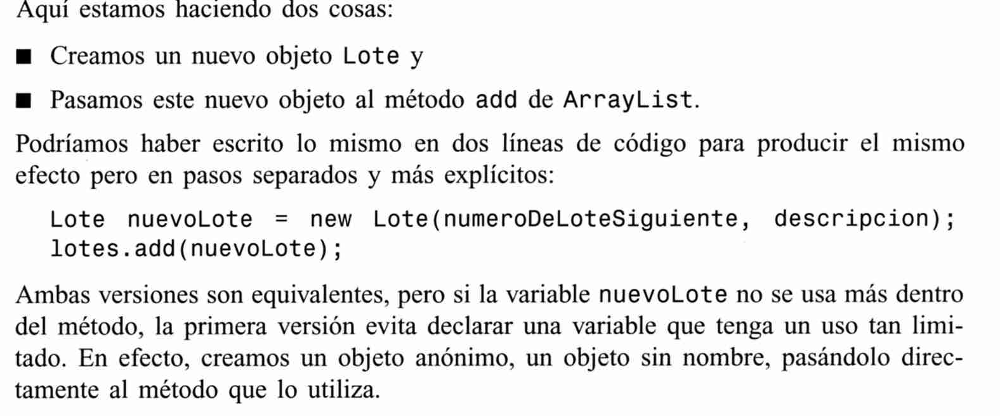 Aquí estamos haciendo dos cosas:
■ Creamos un nuevo objeto Lote y
■ Pasamos este nuevo objeto al método add de ArrayList.
Podríamos haber escrito lo mismo en dos líneas de código para producir el mismo
efecto pero en pasos separados y más explícitos:
Lote nuevoLote = new Lote(numeroDeLoteSiguiente, descripcion);
lotes.add(nuevoLote);
Ambas versiones son equivalentes, pero si la variable nuevoLote no se usa más dentro
del método, la primera versión evita declarar una variable que tenga un uso tan limi-
tado. En efecto, creamos un objeto anónimo, un objeto sin nombre, pasándolo direc-
tamente al método que lo utiliza.